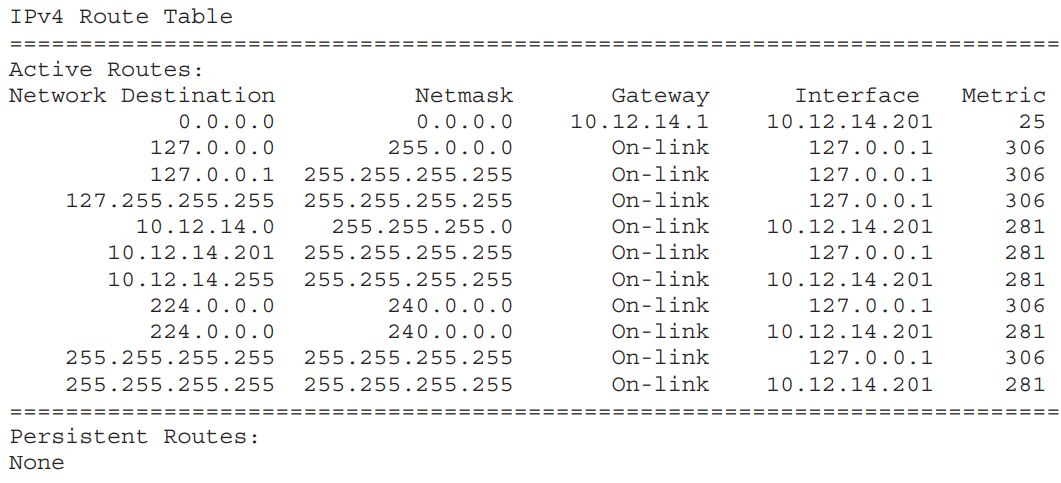 IPv4 Route Table
===========================================================================
Active Routes:
Network Destination Netmask Gateway Interface Metric
0.0.0.0 0.0.0.0 10.12.14.1 10.12.14.201 25
127.0.0.0 255.0.0.0 On-link 127.0.0.1 306
127.0.0.1 255.255.255.255 On-link 127.0.0.1 306
127.255.255.255 255.255.255.255 On-link 127.0.0.1 306
10.12.14.0 255.255.255.0 On-link 10.12.14.201 281
10.12.14.201 255.255.255.255 On-link 127.0.0.1 281
10.12.14.255 255.255.255.255 On-link 10.12.14.201 281
224.0.0.0 240.0.0.0 On-link 127.0.0.1 306
224.0.0.0 240.0.0.0 On-link 10.12.14.201 281
255.255.255.255 255.255.255.255 On-link 127.0.0.1 306
255.255.255.255 255.255.255.255 On-link 10.12.14.201 281
===========================================================================
Persistent Routes:
None